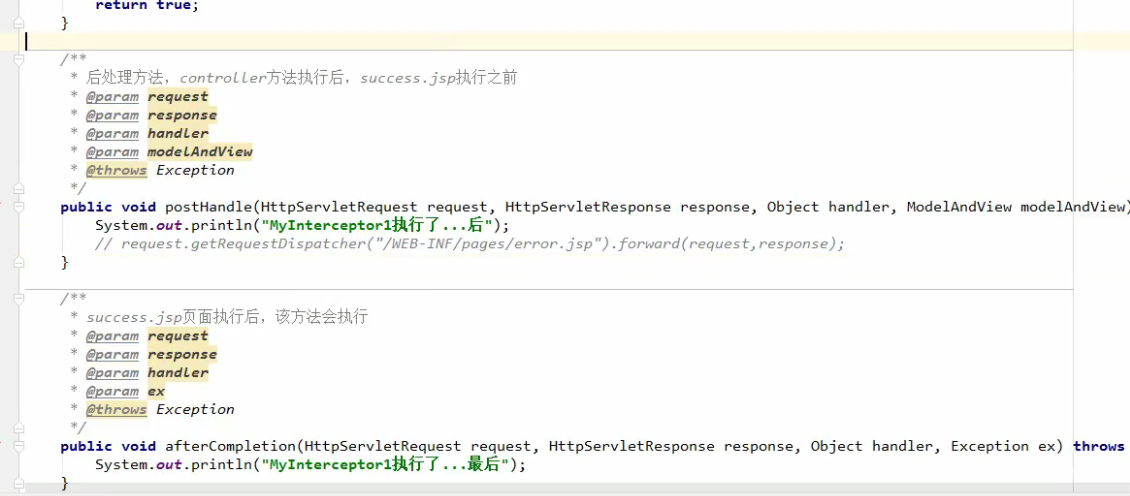 return true;
}
/**
* 后处理方法，controller方法执行后，success.jsp执行之前
* @param request
* @param response
* @param handler
* @param modelAndView
* @throws Exception
*/
public void postHandle(HttpServletRequest request, HttpServletResponse response, Object handler, ModelAndView modelAndView)
System.out.println("MyInterceptor1执行了...后");
// request.getRequestDispatcher("/WEB-INF/pages/error.jsp").forward(request,response);
}
/**
* success.jsp页面执行后，该方法会执行
* @param request
* @param response
* @param handler
* @param ex
* @throws Exception
*/
public void afterCompletion(HttpServletRequest request, HttpServletResponse response, Object handler, Exception ex) throws
System.out.println("MyInterceptor1执行了...最后");
}